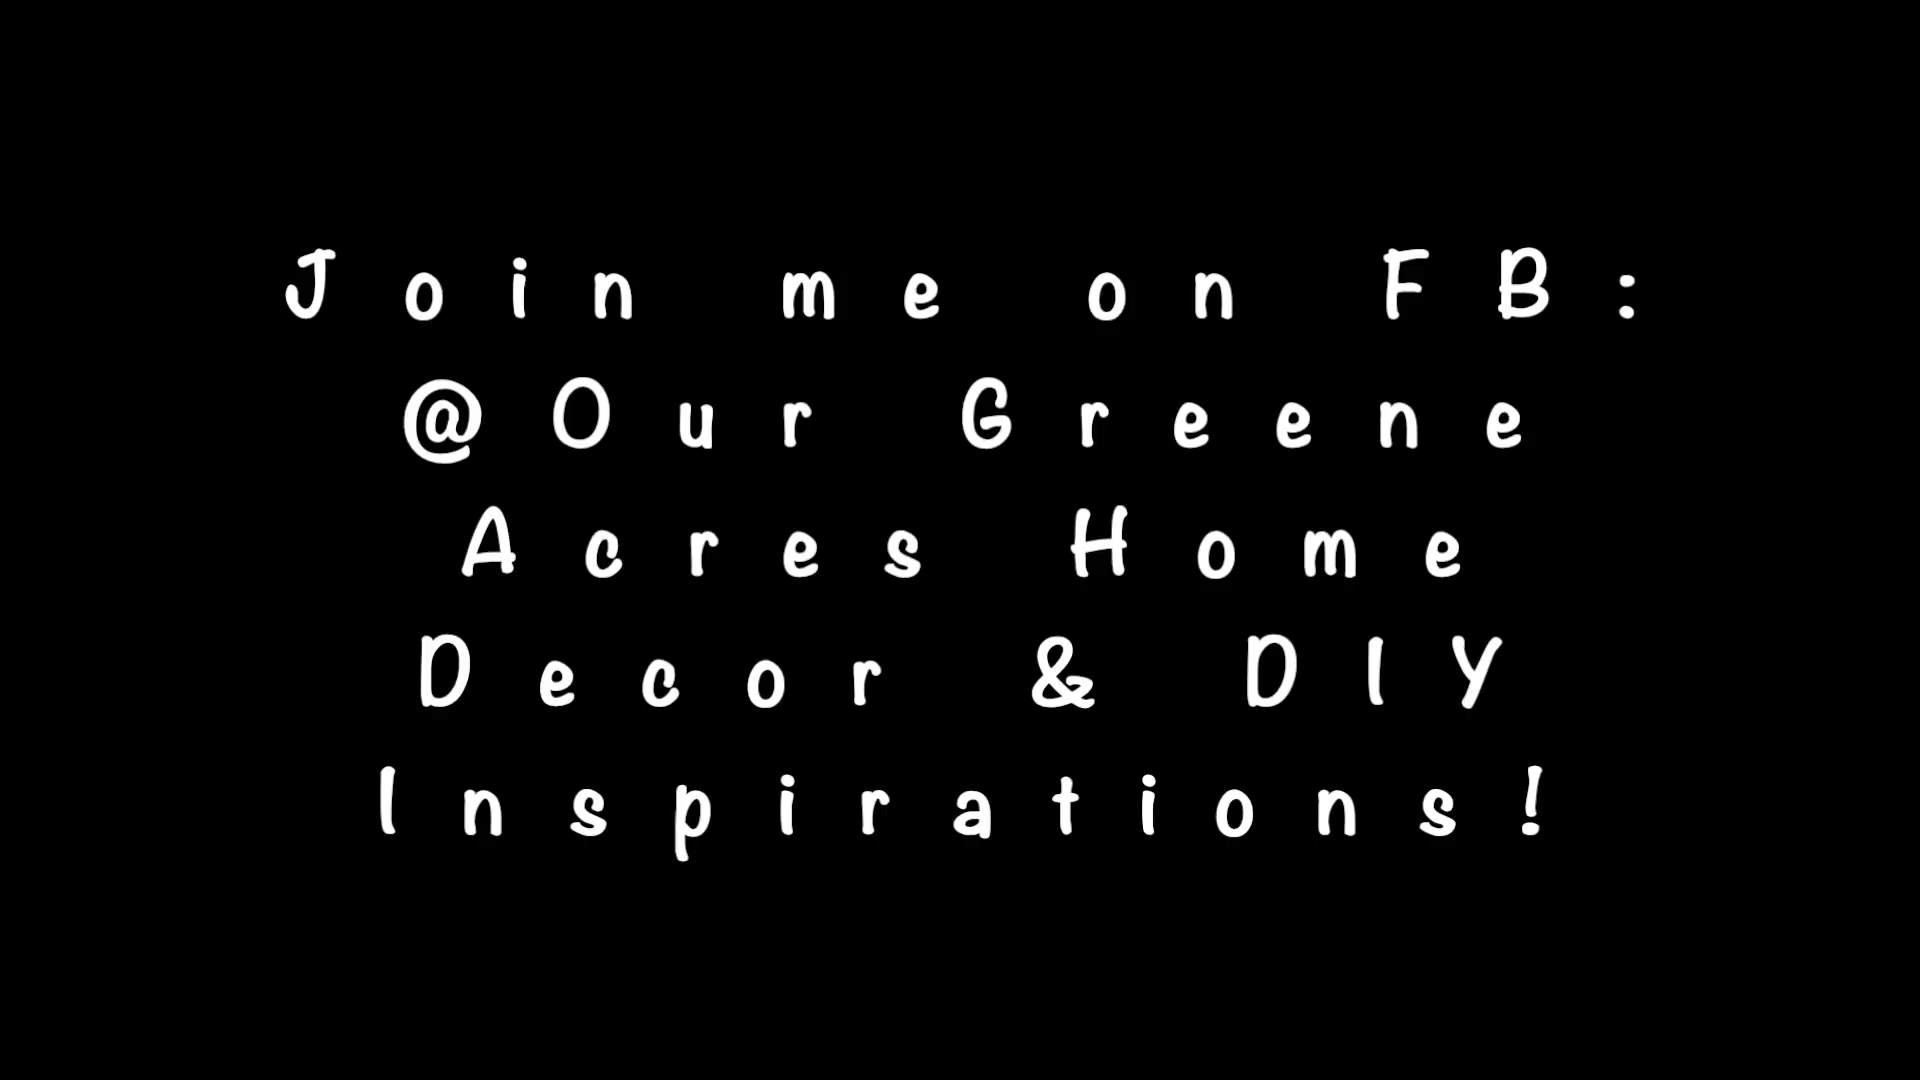 Join me on FB:
@Our Greene
Acres Home
Decor & DIY
Inspirations!